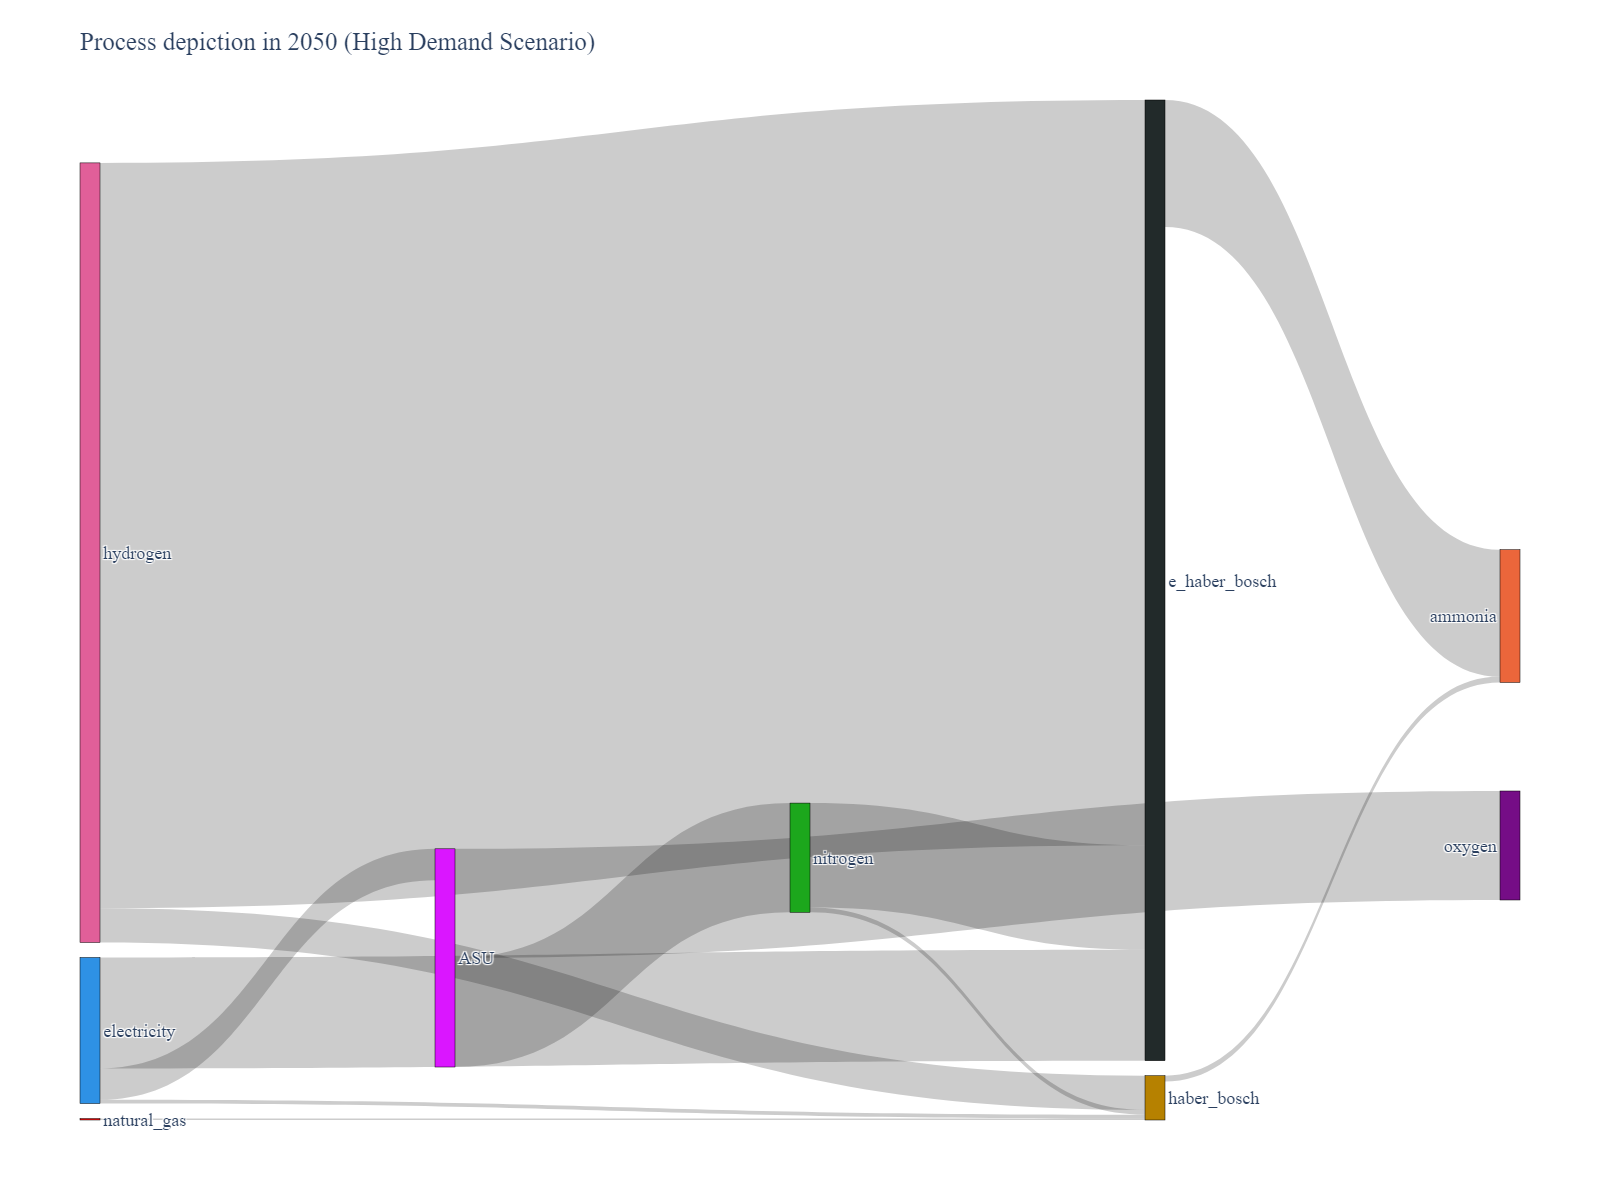 Process depiction in 2050 (High Demand Scenario)
hydrogen
e_haber_bosch
ammonia
oxygen
nitrogen
ASU
electricity
haber_bosch
natural_gas